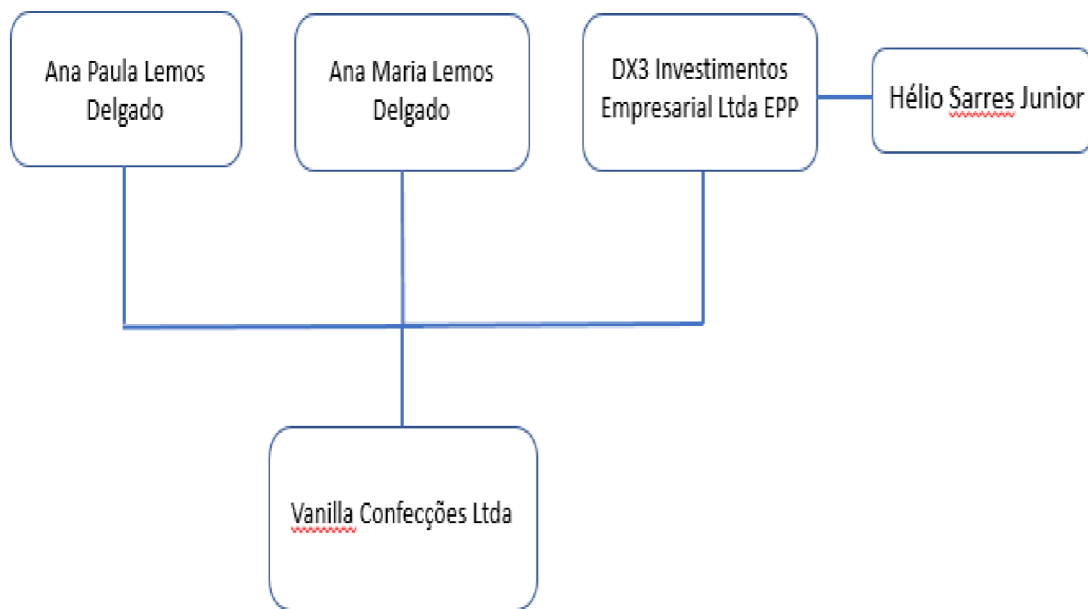 Ana Paula Lemos
Delgado
Ana Maria Lemos
Delgado
DX3 Investimentos
Empresarial Ltda EPP
Hélio Sarres Junior
Vanilla Confecções Ltda